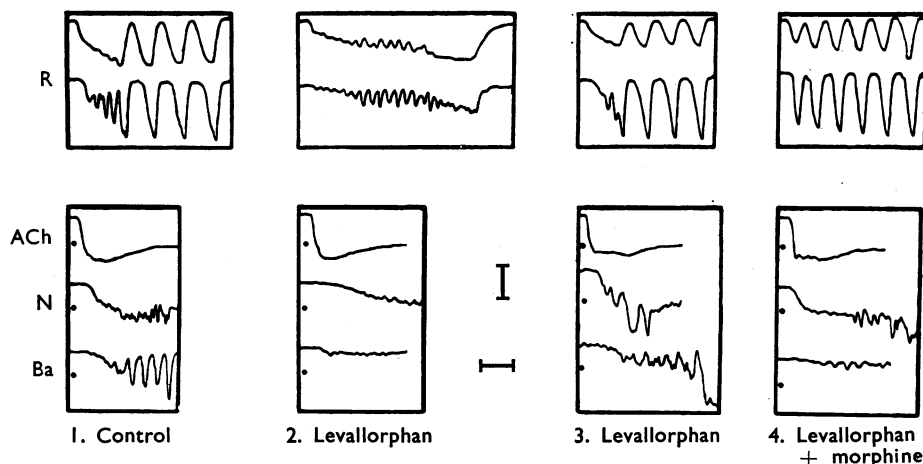 R
ACh
N
Ba
1. Control
2. Levallorphan
3. Levallorphan
4. Levallorphan
+ morphine